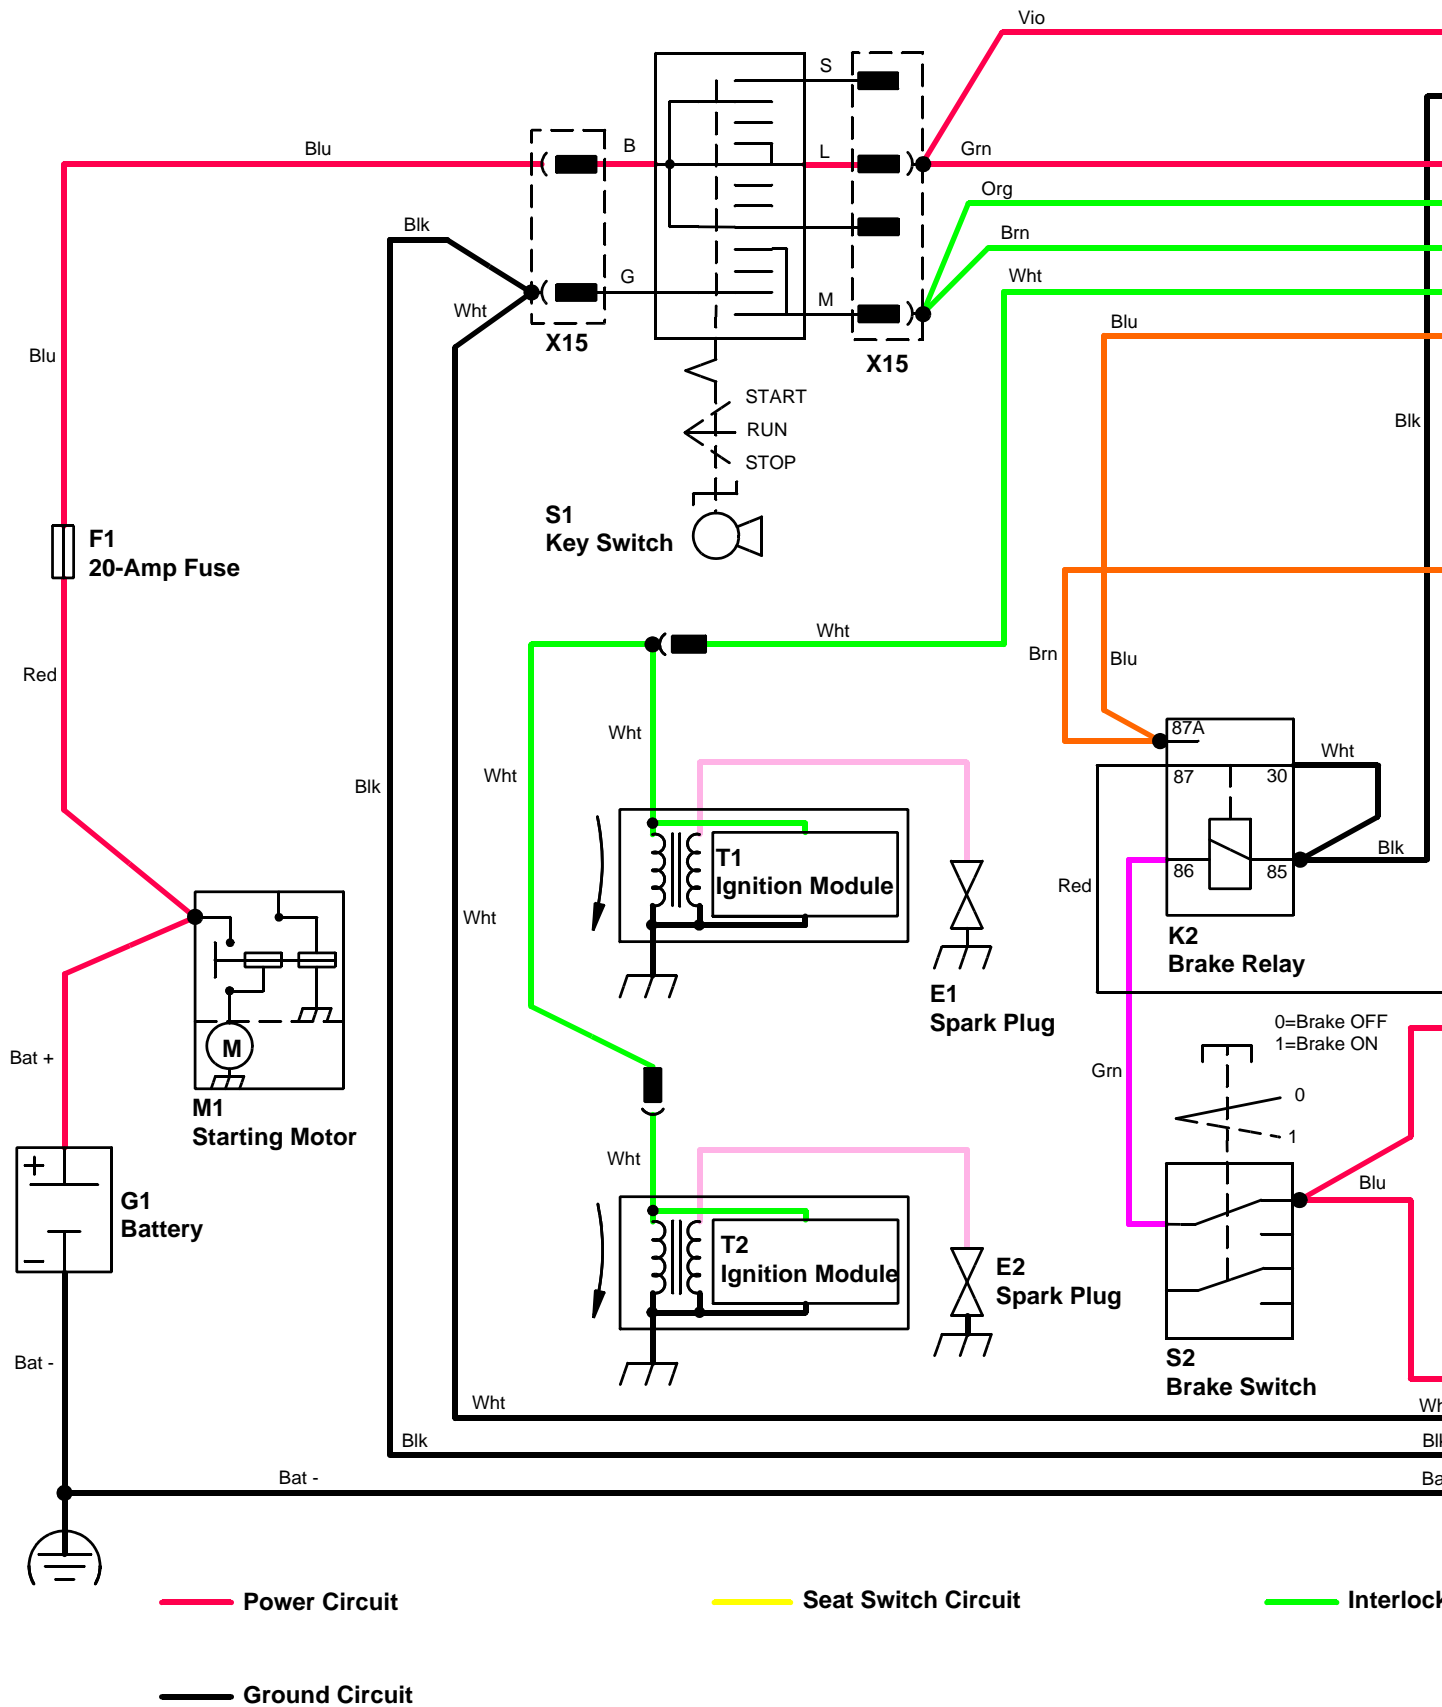 Vio
S
Blu
B
L
Grn
Org
Blk
Brn
G
Wht
Wht
M
Blu
X15
Blu
X15
START
Blk
RUN
STOP
S1
Key Switch
F1
20-Amp Fuse
Wht
Brn
Blu
Red
87A
Wht
Wht
Wht
Blk
87
30
T1
Ignition Module
Blk
86
85
Red
Wht
K2
Brake Relay
E1
Spark Plug
0=Brake OFF
1=Brake ON
M
Bat +
Grn
0
M1
Starting Motor
1
Wht
Blu
+
G1
Battery
–
T2
Ignition Module
E2
Spark Plug
Bat -
S2
Brake Switch
Wht
Blk
Bat -
Power Circuit
Seat Switch Circuit
Interlock
Ground Circuit